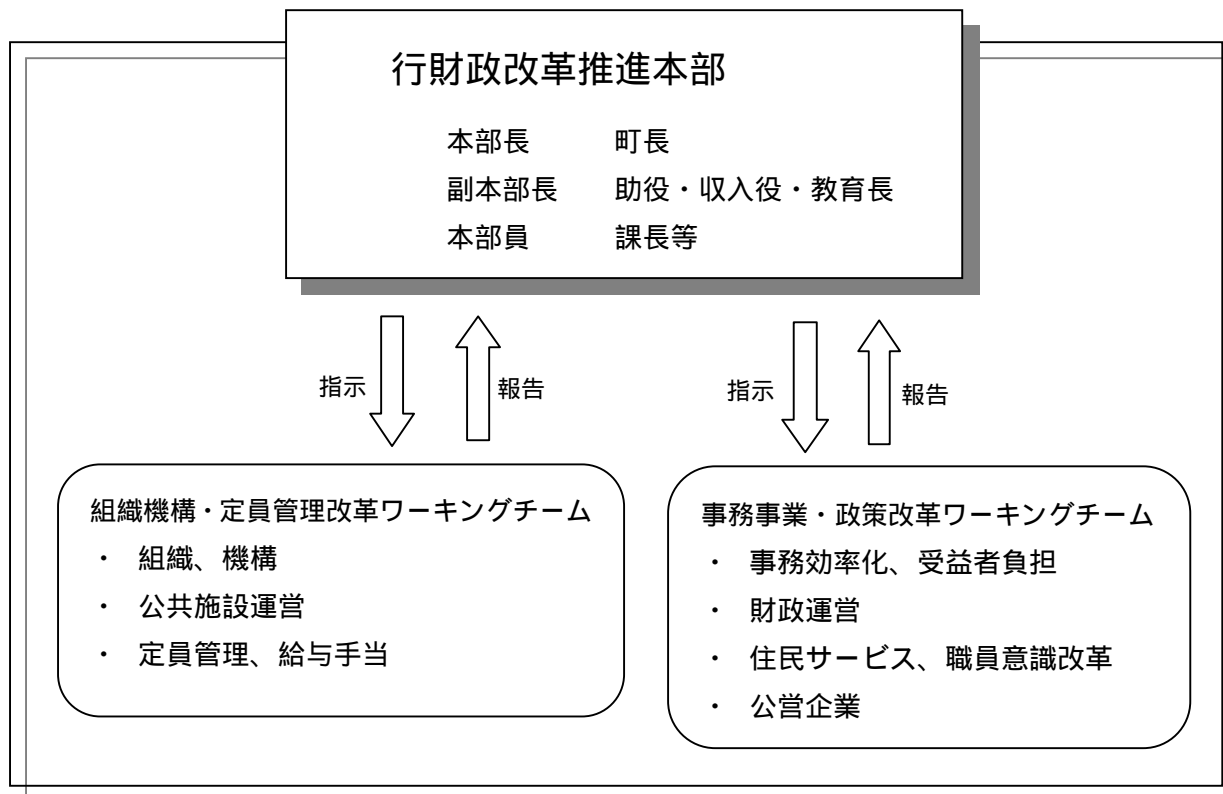 行財政改革推進本部
本部長 町長
副本部長 助役・収入役・教育長
本部員 課長等
指示
報告
指示
報告
組織機構・定員管理改革ワーキングチーム
・ 組織、機構
・ 公共施設運営
・ 定員管理、給与手当
事務事業・政策改革ワーキングチーム
・ 事務効率化、受益者負担
・ 財政運営
・ 住民サービス、職員意識改革
・ 公営企業